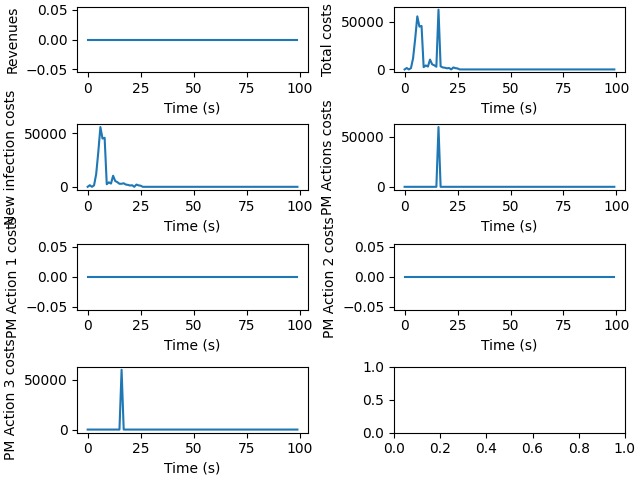 Revenues
0.05
0.00
−0.05
0 25 50 75 100
Time (s)
Total costs
50000
0
0 25 50 75 100
Time (s)
New infection costs
50000
0
0 25 50 75 100
Time (s)
PM Actions costs
50000
0
0 25 50 75 100
Time (s)
PM Action 1 costs
0.05
0.00
−0.05
0 25 50 75 100
Time (s)
PM Action 2 costs
0.05
0.00
−0.05
0 25 50 75 100
Time (s)
PM Action 3 costs
50000
0
0 25 50 75 100
Time (s)
1.0
0.5
0.0
0.0 0.2 0.4 0.6 0.8 1.0